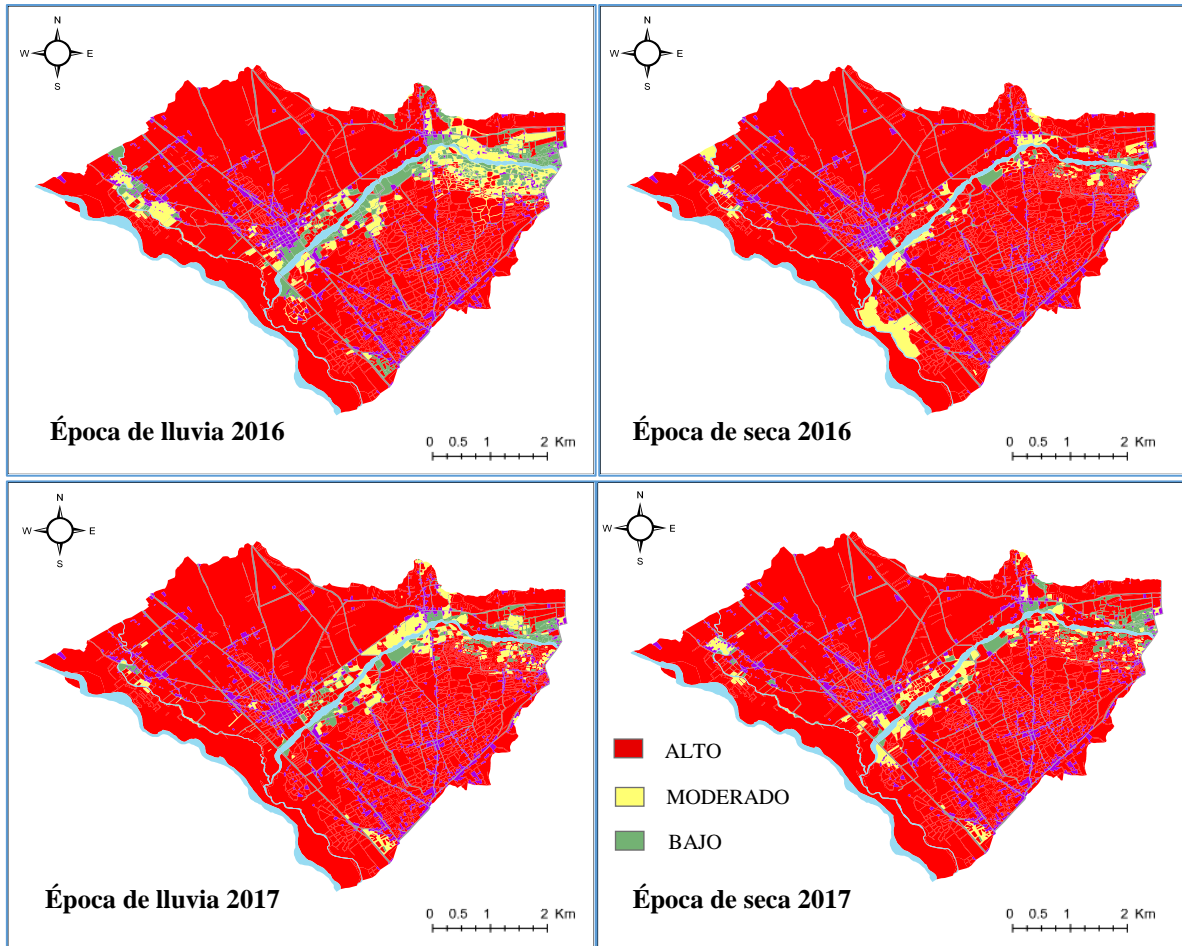 N
W E
S
Época de lluvia 2016
0 0.5 1 2 Km
N
W E
S
Época de seca 2016
0 0.5 1 2 Km
N
W E
S
Época de lluvia 2017
0 0.5 1 2 Km
N
W E
S
ALTO
MODERADO
BAJO
Época de seca 2017
0 0.5 1 2 Km